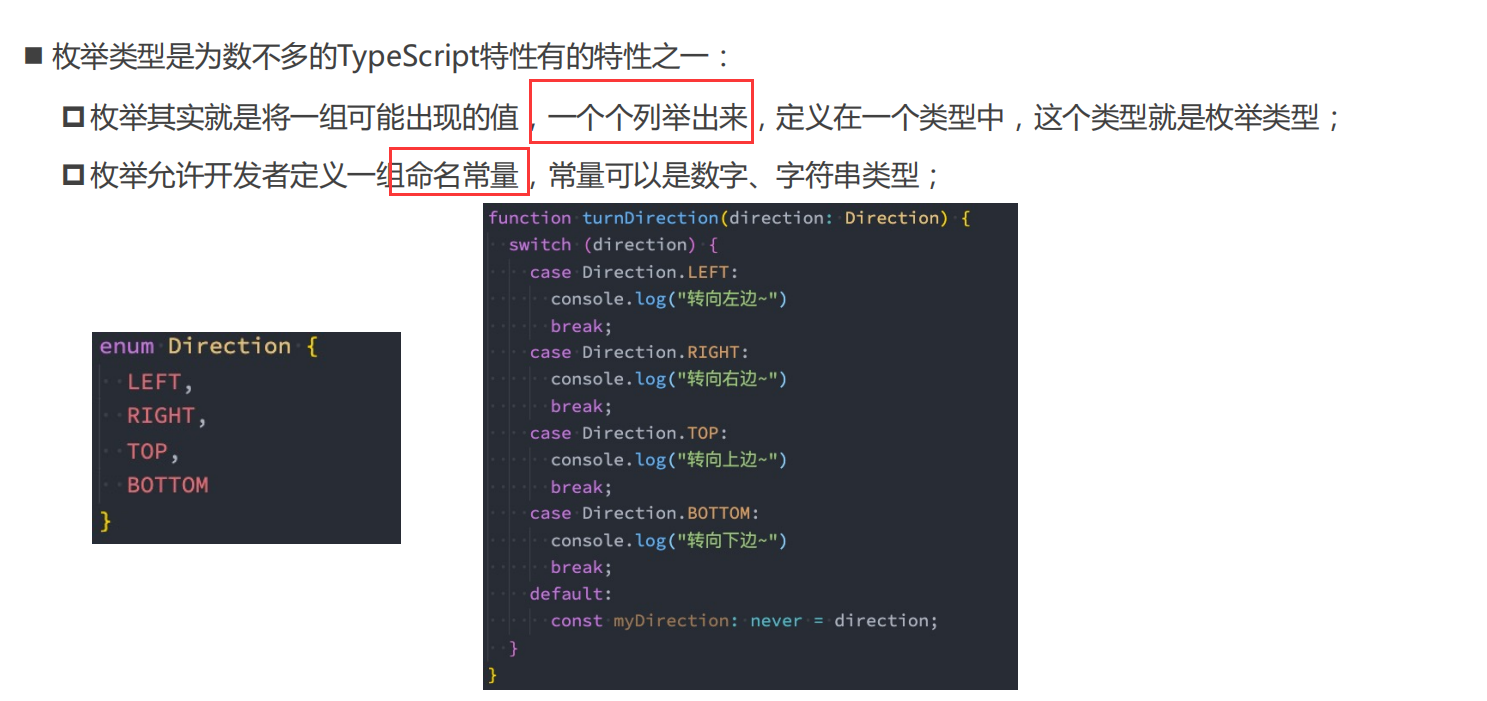 ■ 枚举类型是为数不多的TypeScript特性有的特性之一：
枚举其实就是将一组可能出现的值，一个个列举出来，定义在一个类型中，这个类型就是枚举类型；
枚举允许开发者定义一组命名常量，常量可以是数字、字符串类型；
enum Direction {
  LEFT,
  RIGHT,
  TOP,
  BOTTOM
}
function turnDirection(direction: Direction) {
  switch (direction) {
    case Direction.LEFT:
      console.log("转向左边~")
      break;
    case Direction.RIGHT:
      console.log("转向右边~")
      break;
    case Direction.TOP:
      console.log("转向上边~")
      break;
    case Direction.BOTTOM:
      console.log("转向下边~")
      break;
    default:
      const myDirection: never = direction;
  }
}